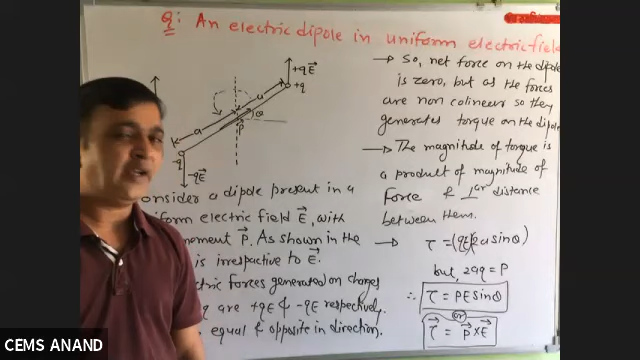 Q: An electric dipole in uniform electric field
+qE⃗
+q
a
a
θ
P⃗
-q
-qE⃗
onsider a dipole present in a
iform electric field E⃗, with
moment P⃗. As shown in the
is irrespective to E⃗.
ctric forces generated on charges
q are +qE & -qE respectively
equal & opposite in direction.
→ So, net force on the dipole
is zero, but as the forces
are non colinear so they
generates torque on the dipole
→ The magnitude of torque is
a product of magnitude of
Force & ⊥ar distance
between them.
→ τ = (qE)(2a sinθ)
but, 2aq = P
∴ τ = PE sinθ
(or)
τ⃗ = P⃗ × E⃗
CEMS ANAND